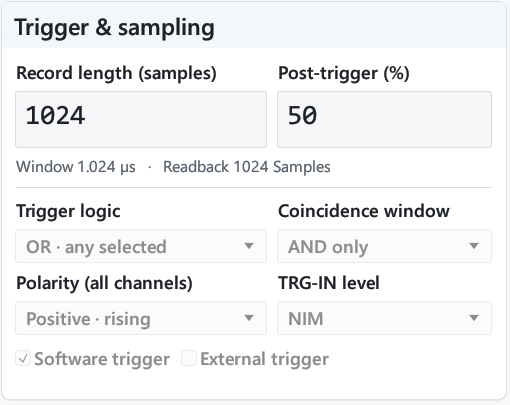 Trigger & sampling
Record length (samples) Post-trigger (%)
1024 50
Window 1.024 µs · Readback 1024 Samples
Trigger logic Coincidence window
OR · any selected AND only
Polarity (all channels) TRG-IN level
Positive · rising NIM
Software trigger External trigger